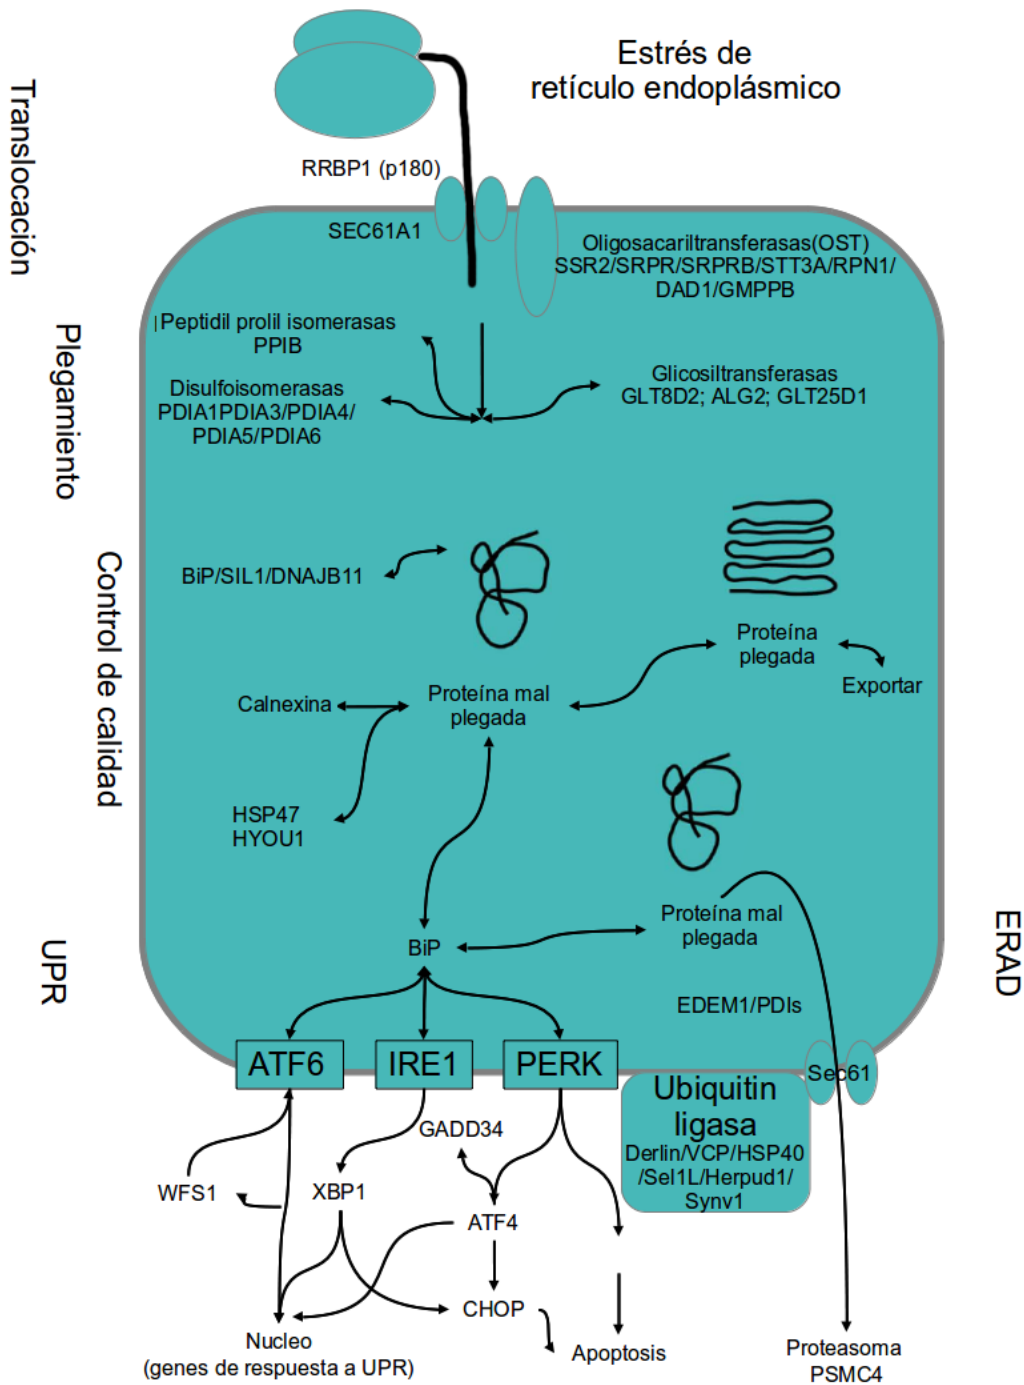 Estrés de
retículo endoplásmico
Translocación
RRBP1 (p180)
SEC61A1
Oligosacariltransferasas(OST)
SSR2/SRPR/SRPRB/STT3A/RPN1/
DAD1/GMPPB
Plegamiento
Peptidil prolil isomerasas
PPIB
Disulfoisomerasas
PDIA1PDIA3/PDIA4/
PDIA5/PDIA6
Glicosiltransferasas
GLT8D2; ALG2; GLT25D1
Control de calidad
BiP/SIL1/DNAJB11
Proteína
plegada
Exportar
Calnexina
Proteína mal
plegada
HSP47
HYOU1
Proteína mal
plegada
UPR
BiP
ERAD
EDEM1/PDIs
ATF6
IRE1
PERK
Sec61
Ubiquitin
ligasa
Derlin/VCP/HSP40
/Sel1L/Herpud1/
Synv1
GADD34
WFS1
XBP1
ATF4
CHOP
Nucleo
(genes de respuesta a UPR)
Apoptosis
Proteasoma
PSMC4